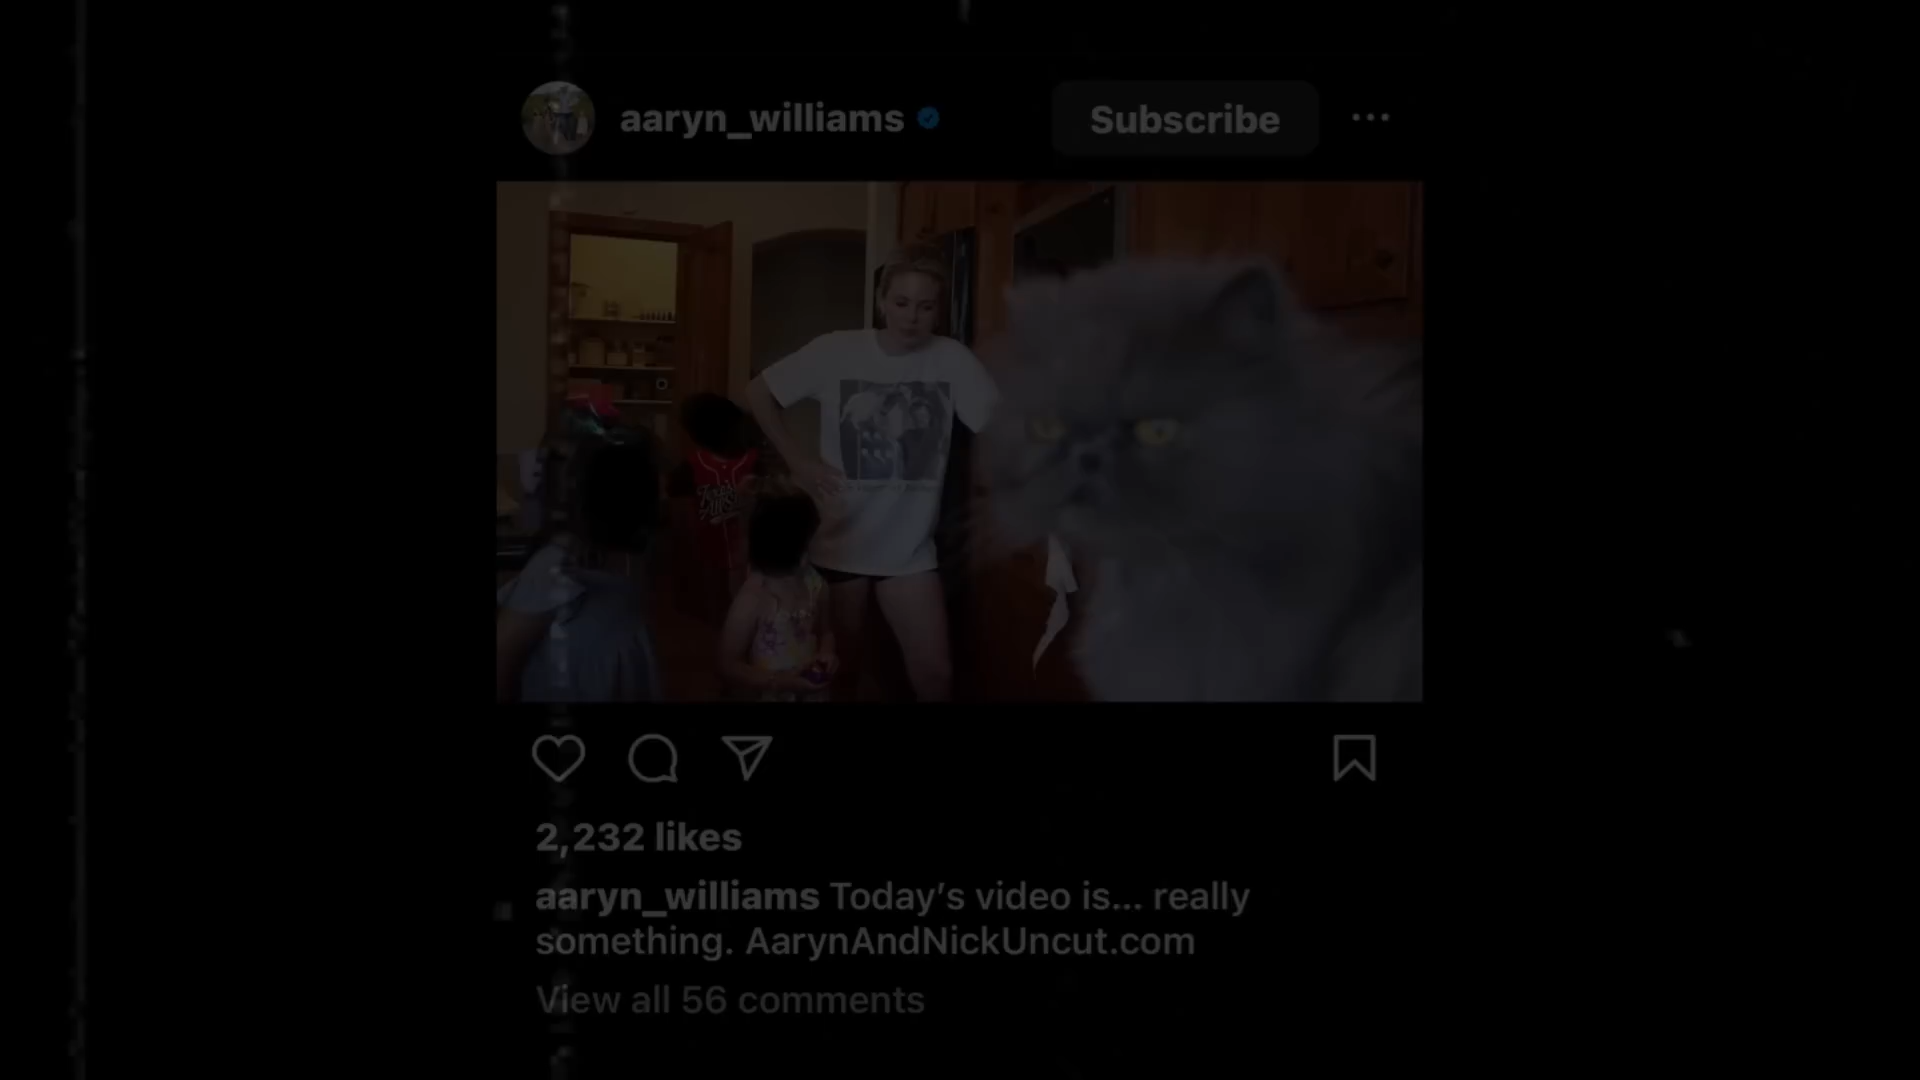 aaryn_williams
Subscribe
2,232 likes
aaryn_williams Today's video is... really
something. AarynAndNickUncut.com
View all 56 comments